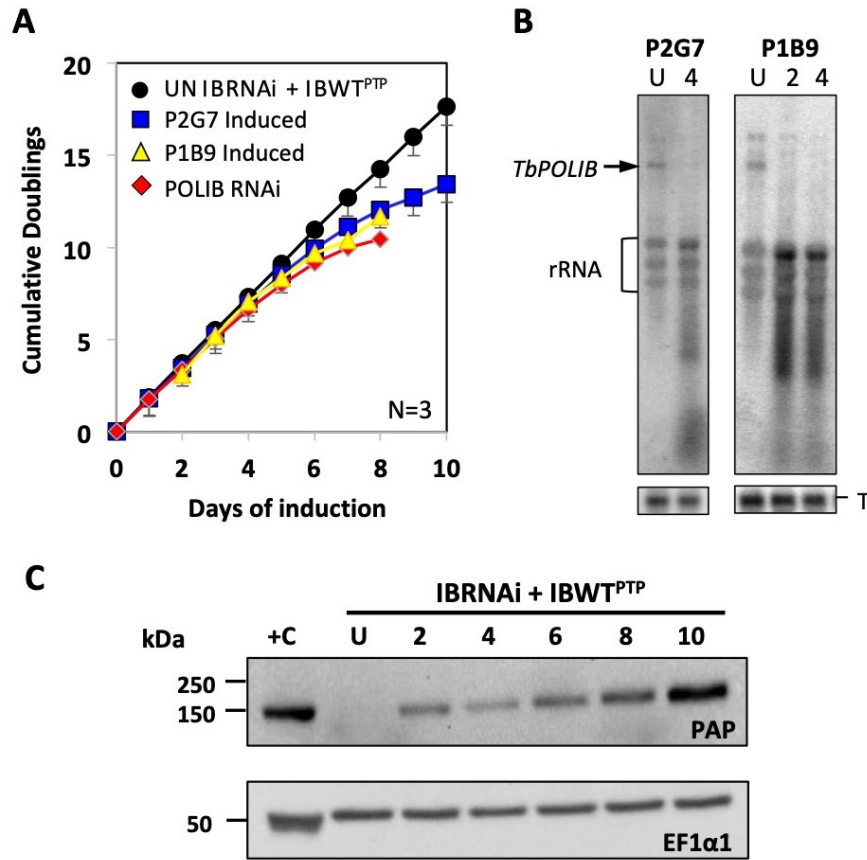 A
20
15
10
5
0
Cumulative Doublings
UN IBRNAi + IBWTPTP
P2G7 Induced
P1B9 Induced
POLIB RNAi
N=3
0 2 4 6 8 10
Days of induction
B
P2G7 P1B9
U 4 U 2 4
TbPOLIB
rRNA
T
C
IBRNAi + IBWTPTP
kDa +C U 2 4 6 8 10
250
150
PAP
50
EF1α1